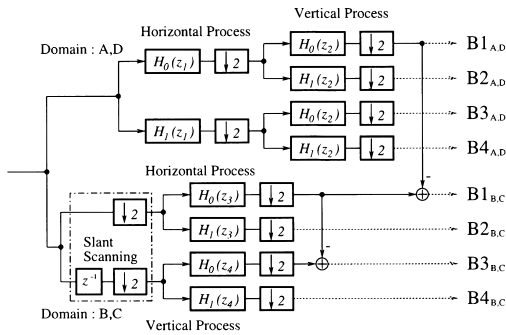 Vertical Process
Horizontal Process
Domain : A,D
H₀(z₁) ↓2 H₀(z₂) ↓2 B1A,D
H₁(z₂) ↓2 B2A,D
H₁(z₁) ↓2 H₀(z₂) ↓2 B3A,D
H₁(z₂) ↓2 B4A,D
Horizontal Process
-
↓2 H₀(z₃) ↓2 B1B,C
H₁(z₃) ↓2 B2B,C
Slant
Scanning
-
z⁻¹ ↓2 H₀(z₄) ↓2 B3B,C
H₁(z₄) ↓2 B4B,C
Domain : B,C
Vertical Process